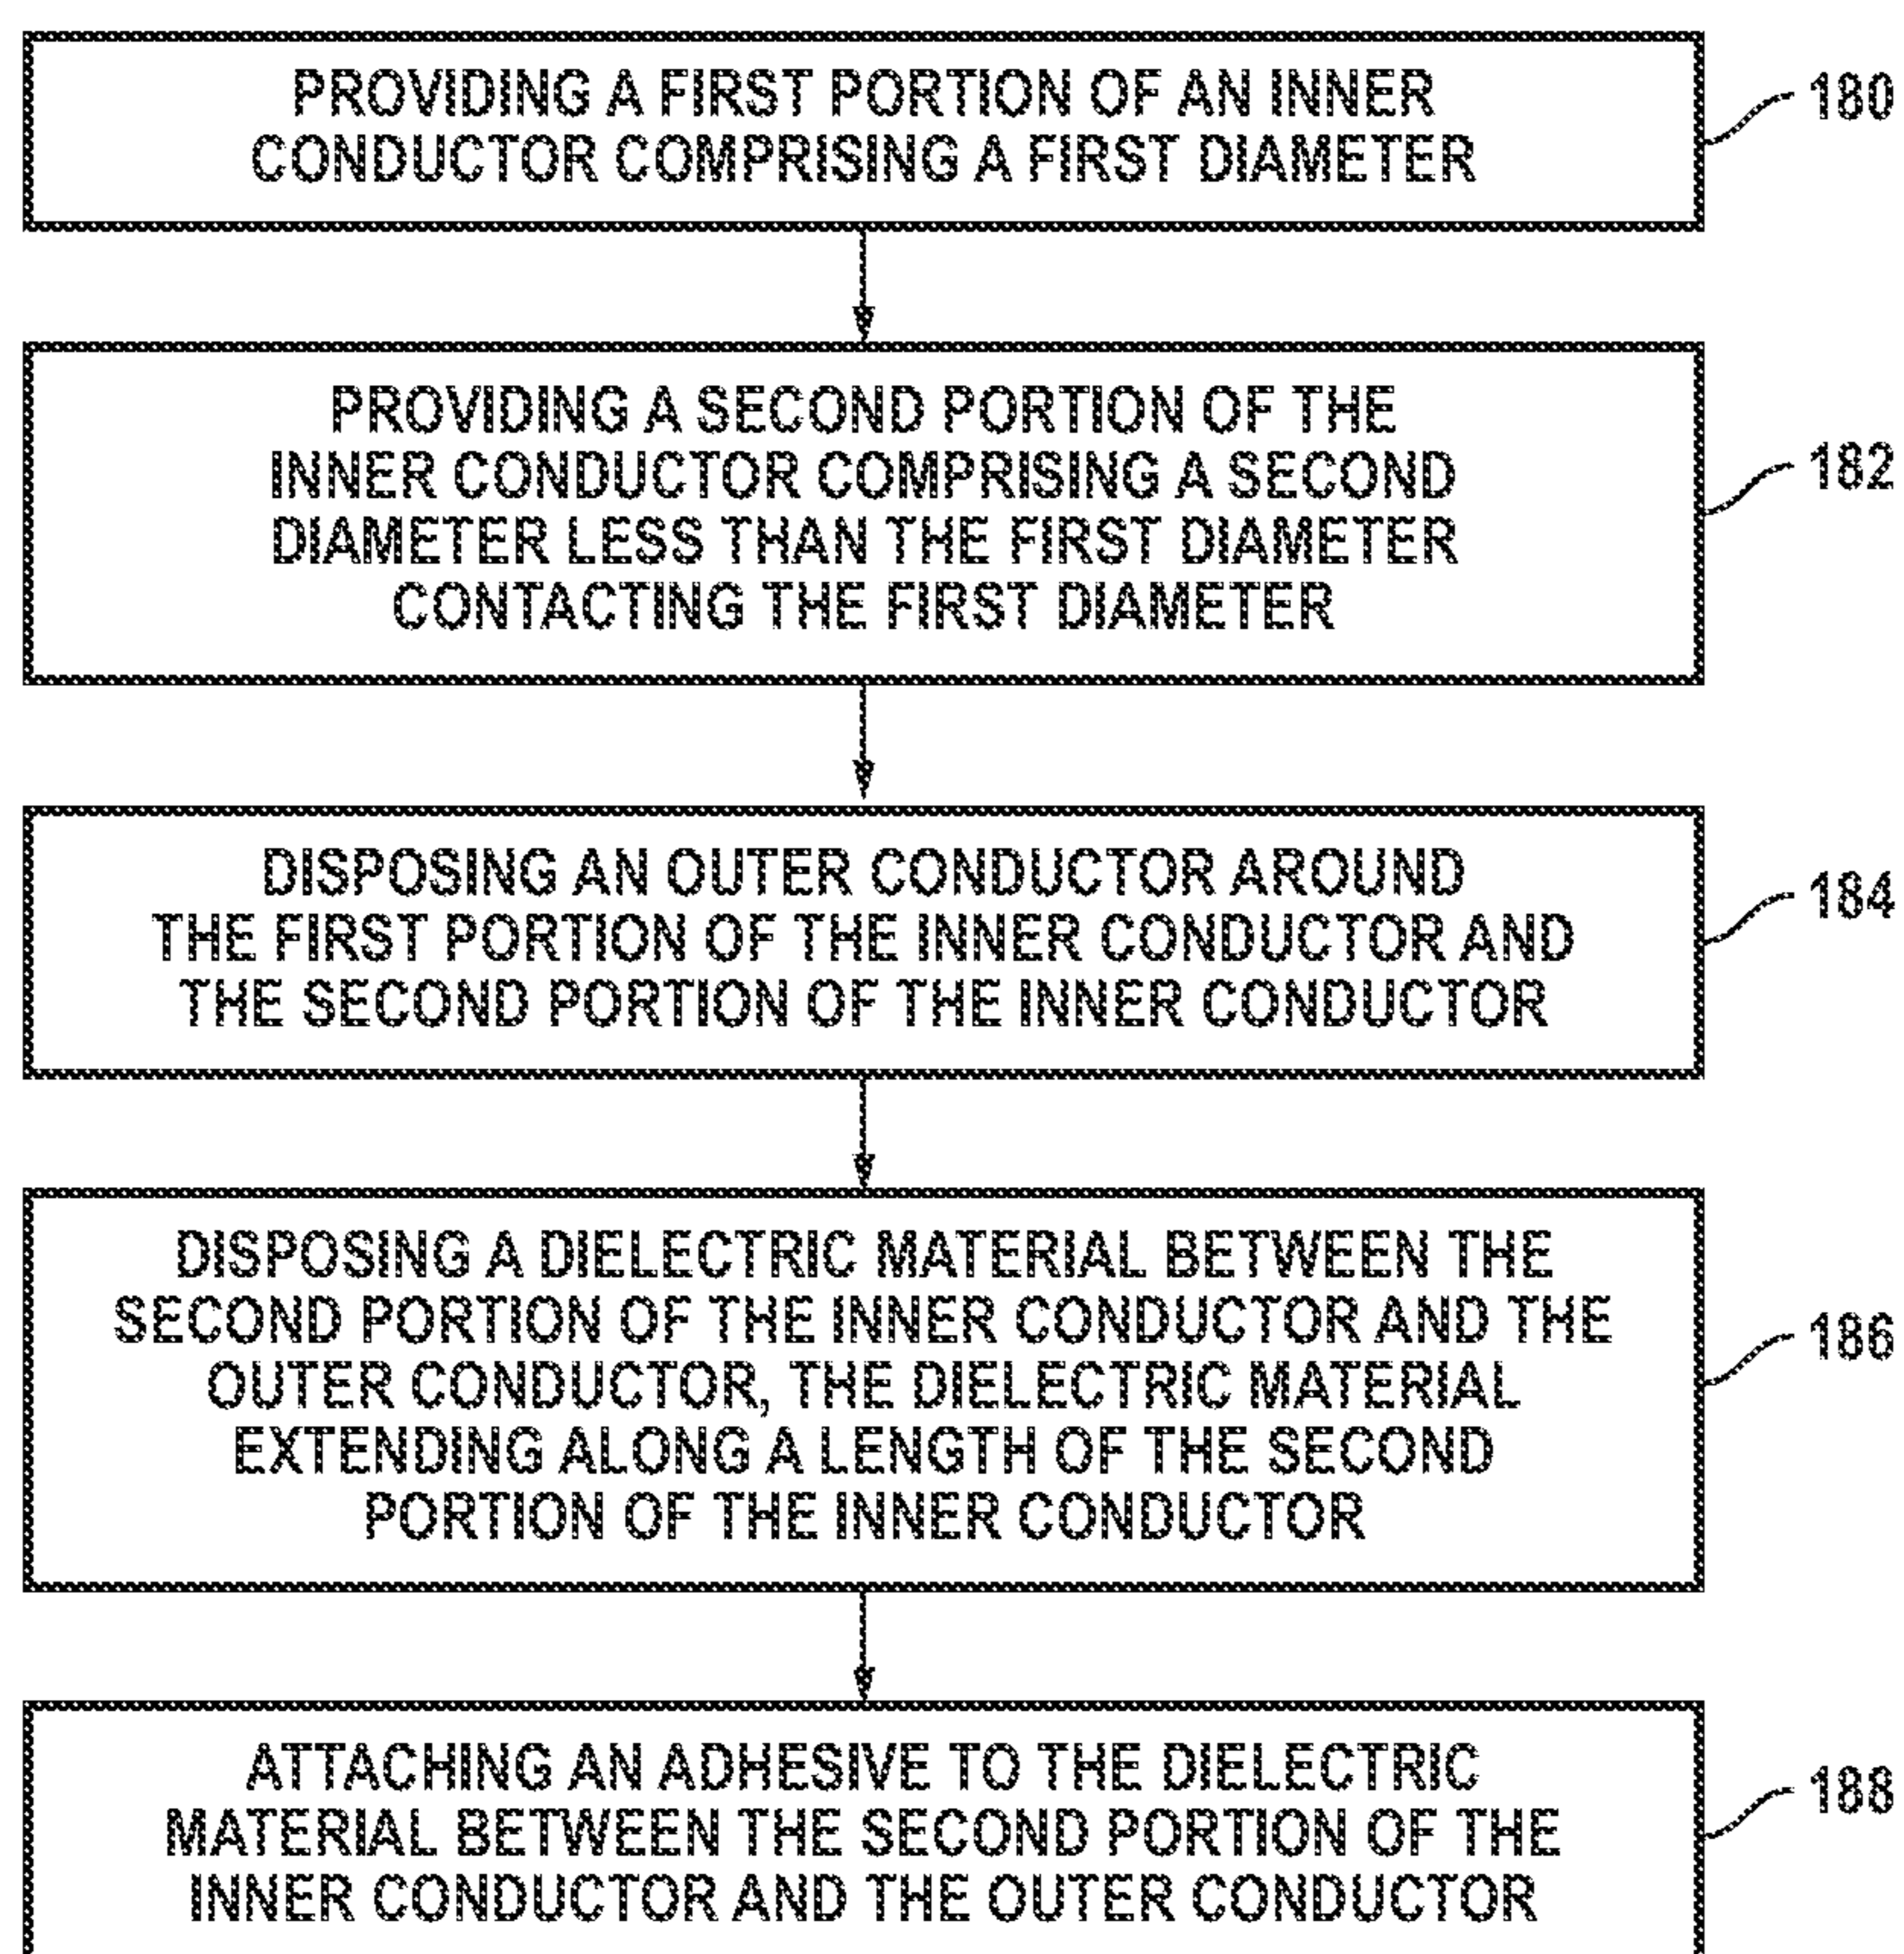 PROVIDING A FIRST PORTION OF AN INNER
CONDUCTOR COMPRISING A FIRST DIAMETER
180
PROVIDING A SECOND PORTION OF THE
INNER CONDUCTOR COMPRISING A SECOND
DIAMETER LESS THAN THE FIRST DIAMETER
CONTACTING THE FIRST DIAMETER
182
DISPOSING AN OUTER CONDUCTOR AROUND
THE FIRST PORTION OF THE INNER CONDUCTOR AND
THE SECOND PORTION OF THE INNER CONDUCTOR
184
DISPOSING A DIELECTRIC MATERIAL BETWEEN THE
SECOND PORTION OF THE INNER CONDUCTOR AND THE
OUTER CONDUCTOR, THE DIELECTRIC MATERIAL
EXTENDING ALONG A LENGTH OF THE SECOND
PORTION OF THE INNER CONDUCTOR
186
ATTACHING AN ADHESIVE TO THE DIELECTRIC
MATERIAL BETWEEN THE SECOND PORTION OF THE
INNER CONDUCTOR AND THE OUTER CONDUCTOR
188